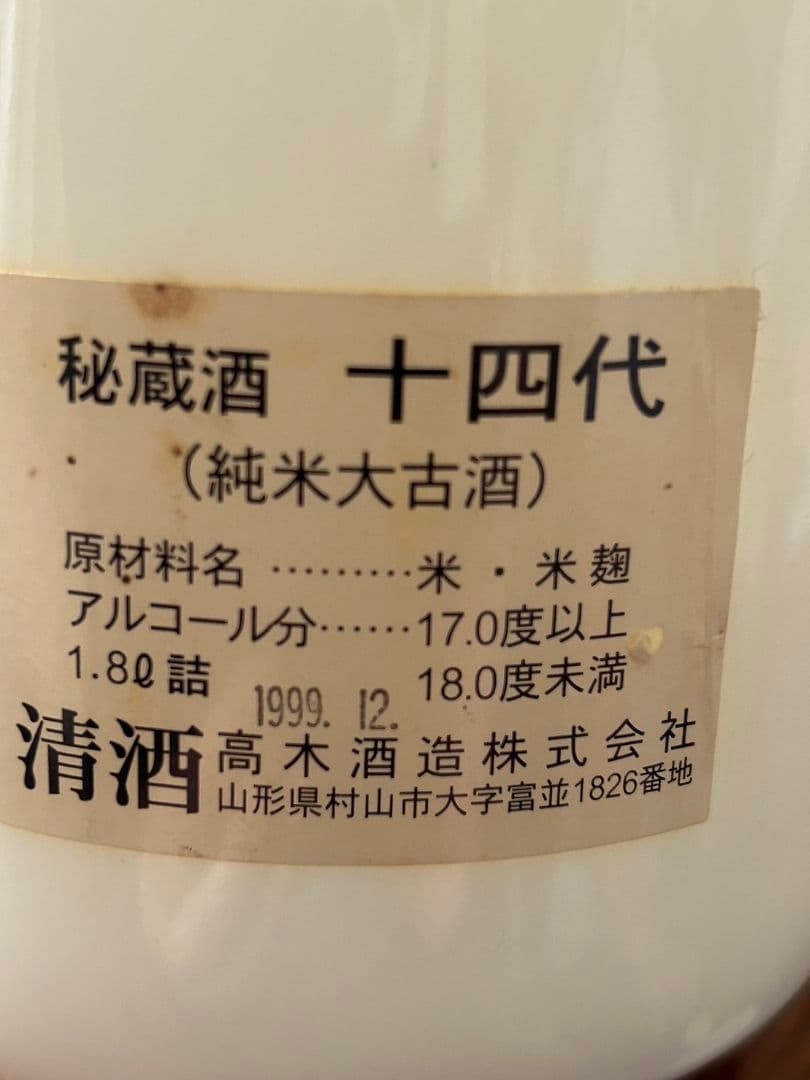 秘蔵酒 十四代
(純米大古酒)
原材料名 ………米・米麹
アルコール分……17.0度以上
1.8ℓ詰 18.0度未満
1999. 12.
清酒 高木酒造株式会社
山形県村山市大字富並1826番地